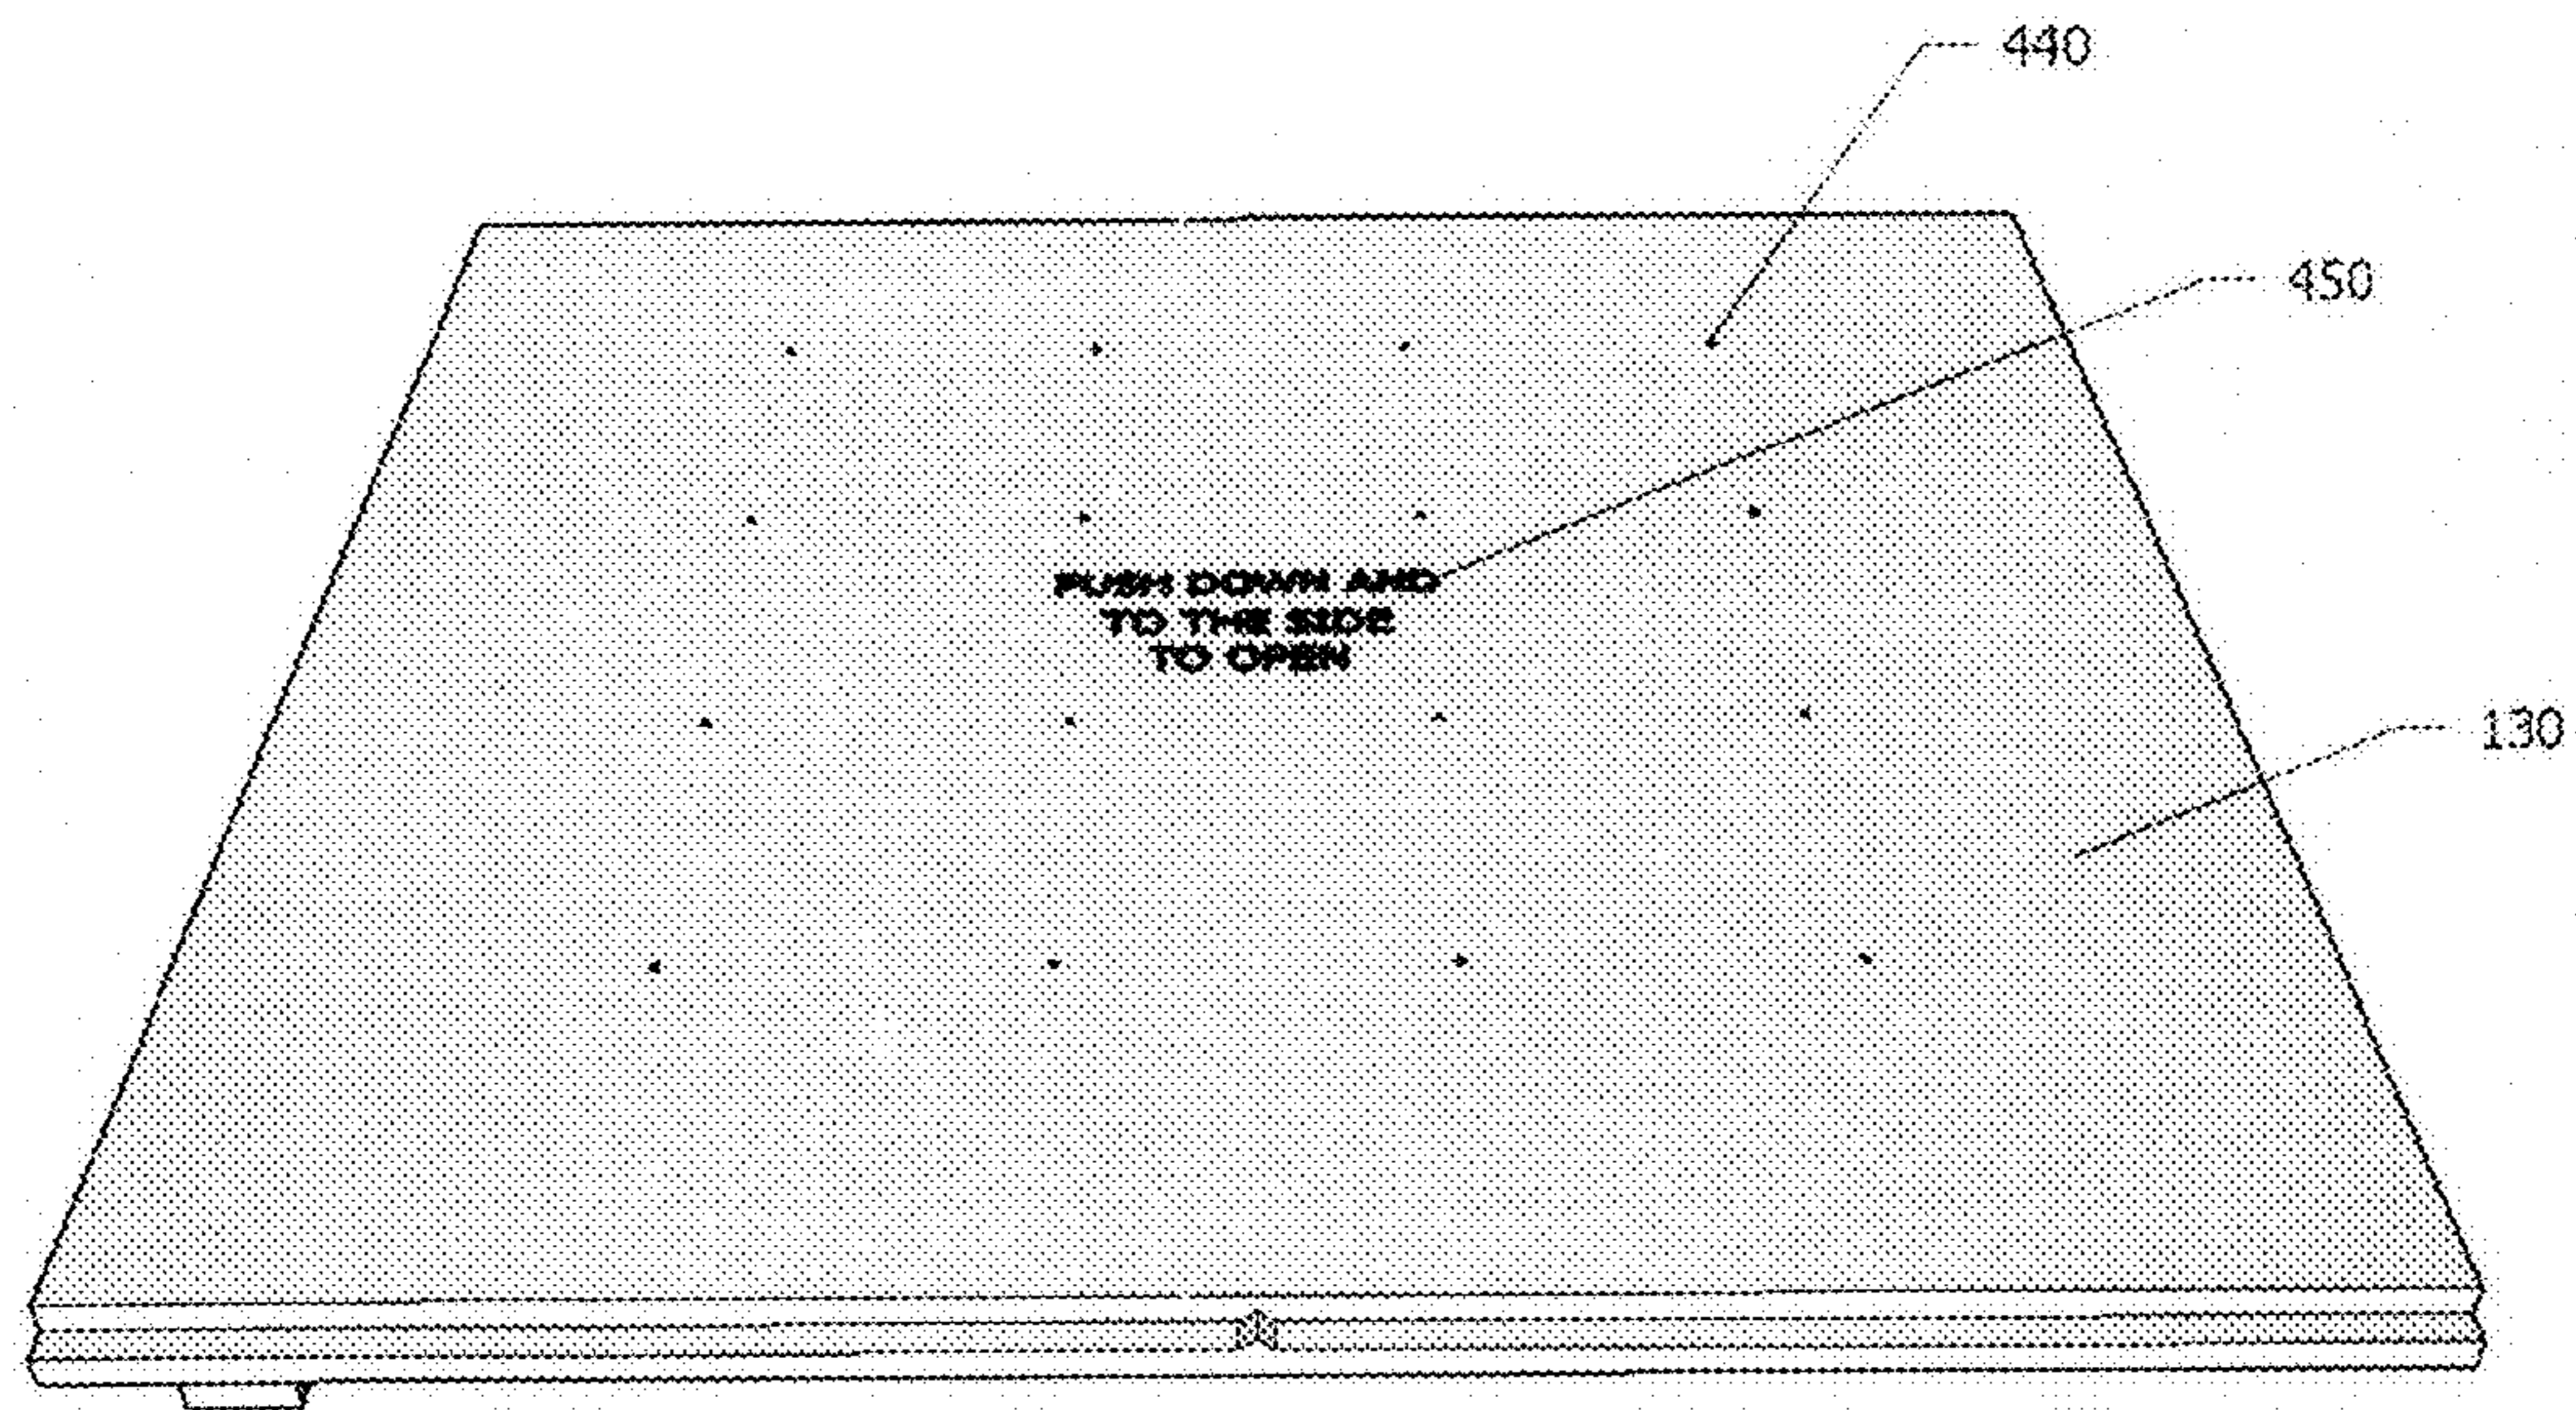 440
450
PUSH DOWN AND
TO THE SIDE
TO OPEN
130